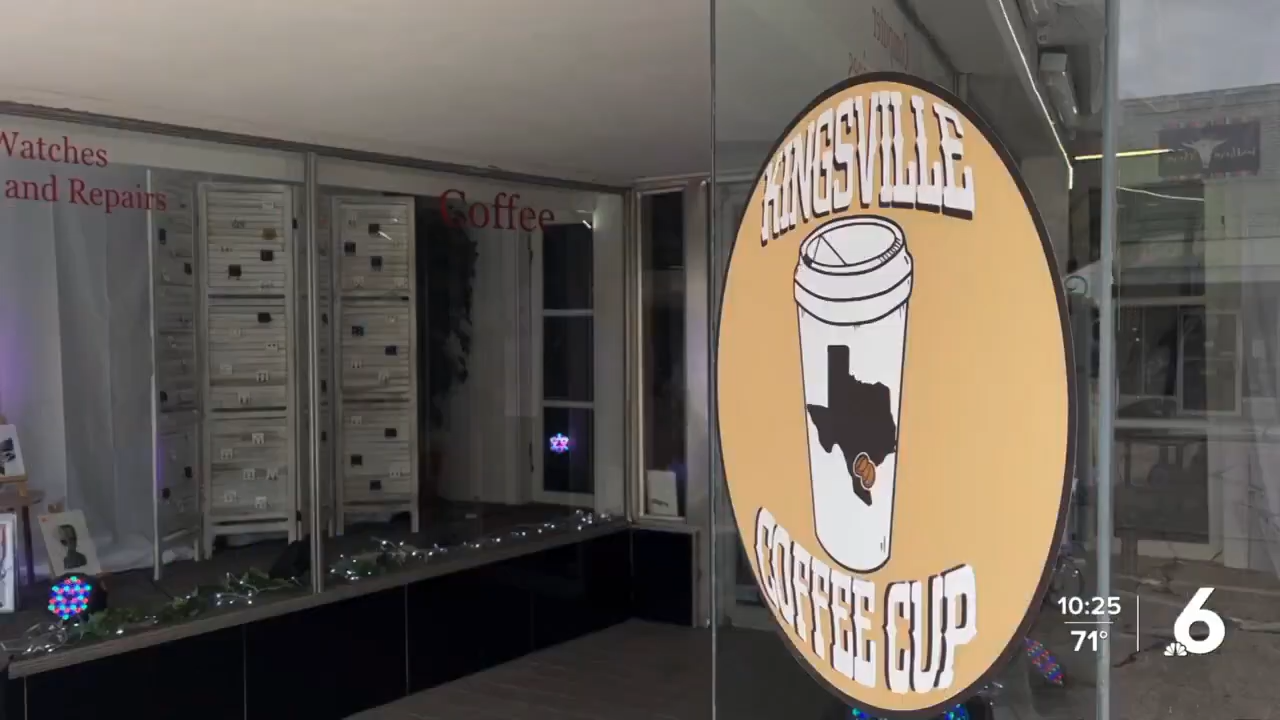 Watches
and Repairs
Coffee
KINGSVILLE
COFFEE CUP
10:25
71°
6